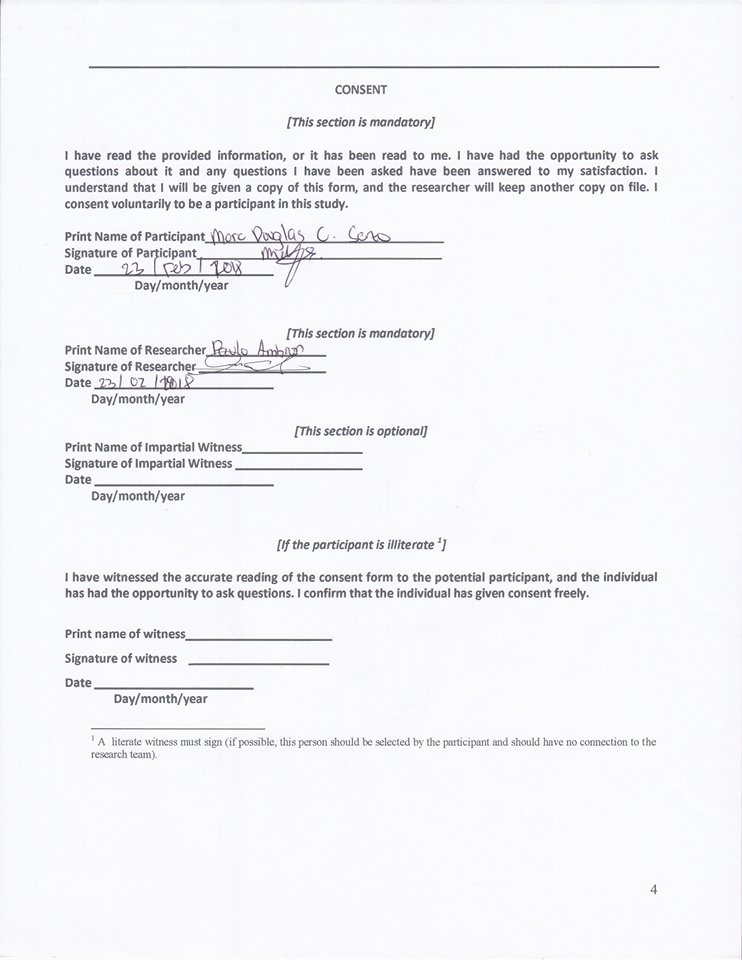 CONSENT
[This section is mandatory]
I have read the provided information, or it has been read to me. I have had the opportunity to ask
questions about it and any questions I have been asked have been answered to my satisfaction. I
understand that I will be given a copy of this form, and the researcher will keep another copy on file. I
consent voluntarily to be a participant in this study.
Print Name of Participant Marc Douglas C.
Signature of Participant
Date 23 / Feb / 2018
Day/month/year
[This section is mandatory]
Print Name of Researcher Paulo
Signature of Researcher
Date 23 / 02 / 2018
Day/month/year
[This section is optional]
Print Name of Impartial Witness
Signature of Impartial Witness
Date
Day/month/year
[If the participant is illiterate 1]
I have witnessed the accurate reading of the consent form to the potential participant, and the individual
has had the opportunity to ask questions. I confirm that the individual has given consent freely.
Print name of witness
Signature of witness
Date
Day/month/year
1 A literate witness must sign (if possible, this person should be selected by the participant and should have no connection to the
research team).
4